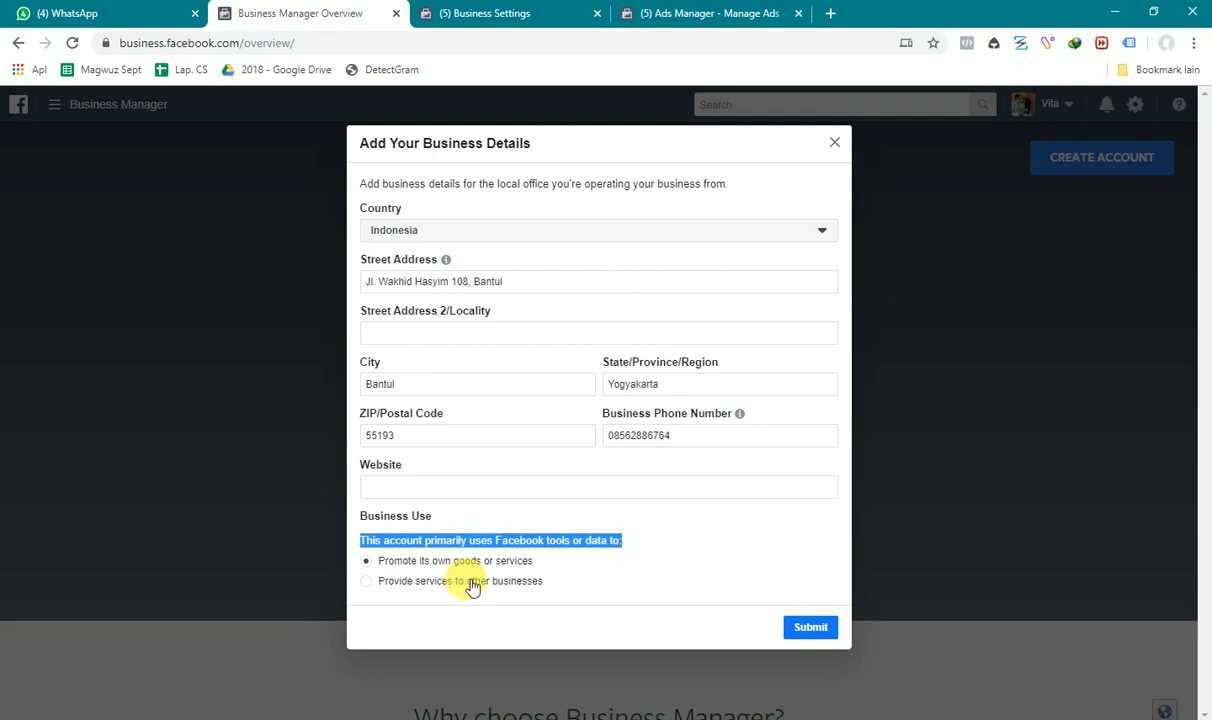 (4) WhatsApp
Business Manager Overview
(5) Business Settings
(5) Ads Manager - Manage Ads -
business.facebook.com/overview/
Apl
Magwuz Sept
Lap. CS
2018 - Google Drive
DetectGram
Bookmark lain
Business Manager
Search
Vita
CREATE ACCOUNT
Add Your Business Details
Add business details for the local office you're operating your business from.
Country
Indonesia
Street Address
Jl. Wakhid Hasyim 108, Bantul
Street Address 2/Locality
City
State/Province/Region
Bantul
Yogyakarta
ZIP/Postal Code
Business Phone Number
55193
08562886764
Website
Business Use
This account primarily uses Facebook tools or data to:
Promote its own goods or services
Provide services to other businesses
Submit
Why choose Business Manager?